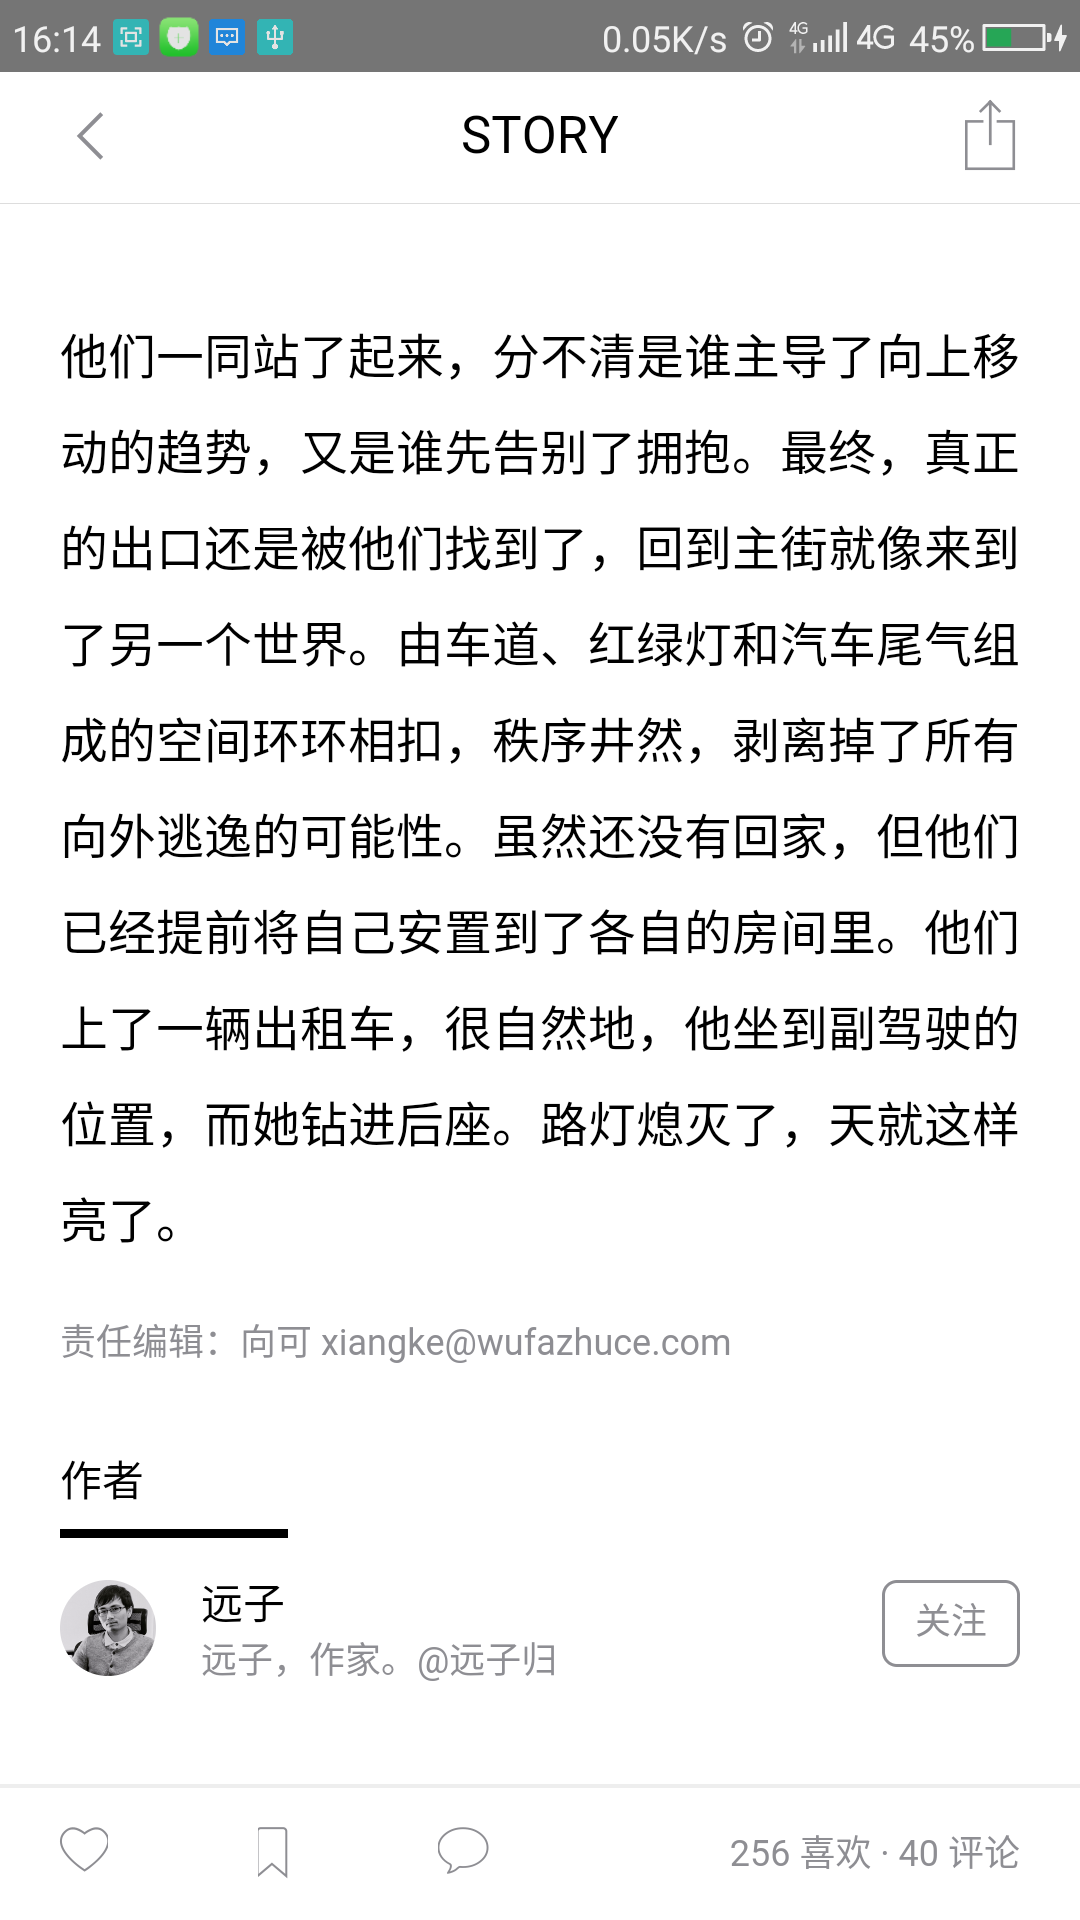 16:14 0.05K/s 4G 4G 45%
STORY
他们一同站了起来，分不清是谁主导了向上移
动的趋势，又是谁先告别了拥抱。最终，真正
的出口还是被他们找到了，回到主街就像来到
了另一个世界。由车道、红绿灯和汽车尾气组
成的空间环环相扣，秩序井然，剥离掉了所有
向外逃逸的可能性。虽然还没有回家，但他们
已经提前将自己安置到了各自的房间里。他们
上了一辆出租车，很自然地，他坐到副驾驶的
位置，而她钻进后座。路灯熄灭了，天就这样
亮了。
责任编辑：向可 xiangke@wufazhuce.com
作者
远子
关注
远子，作家。@远子归
256 喜欢 · 40 评论